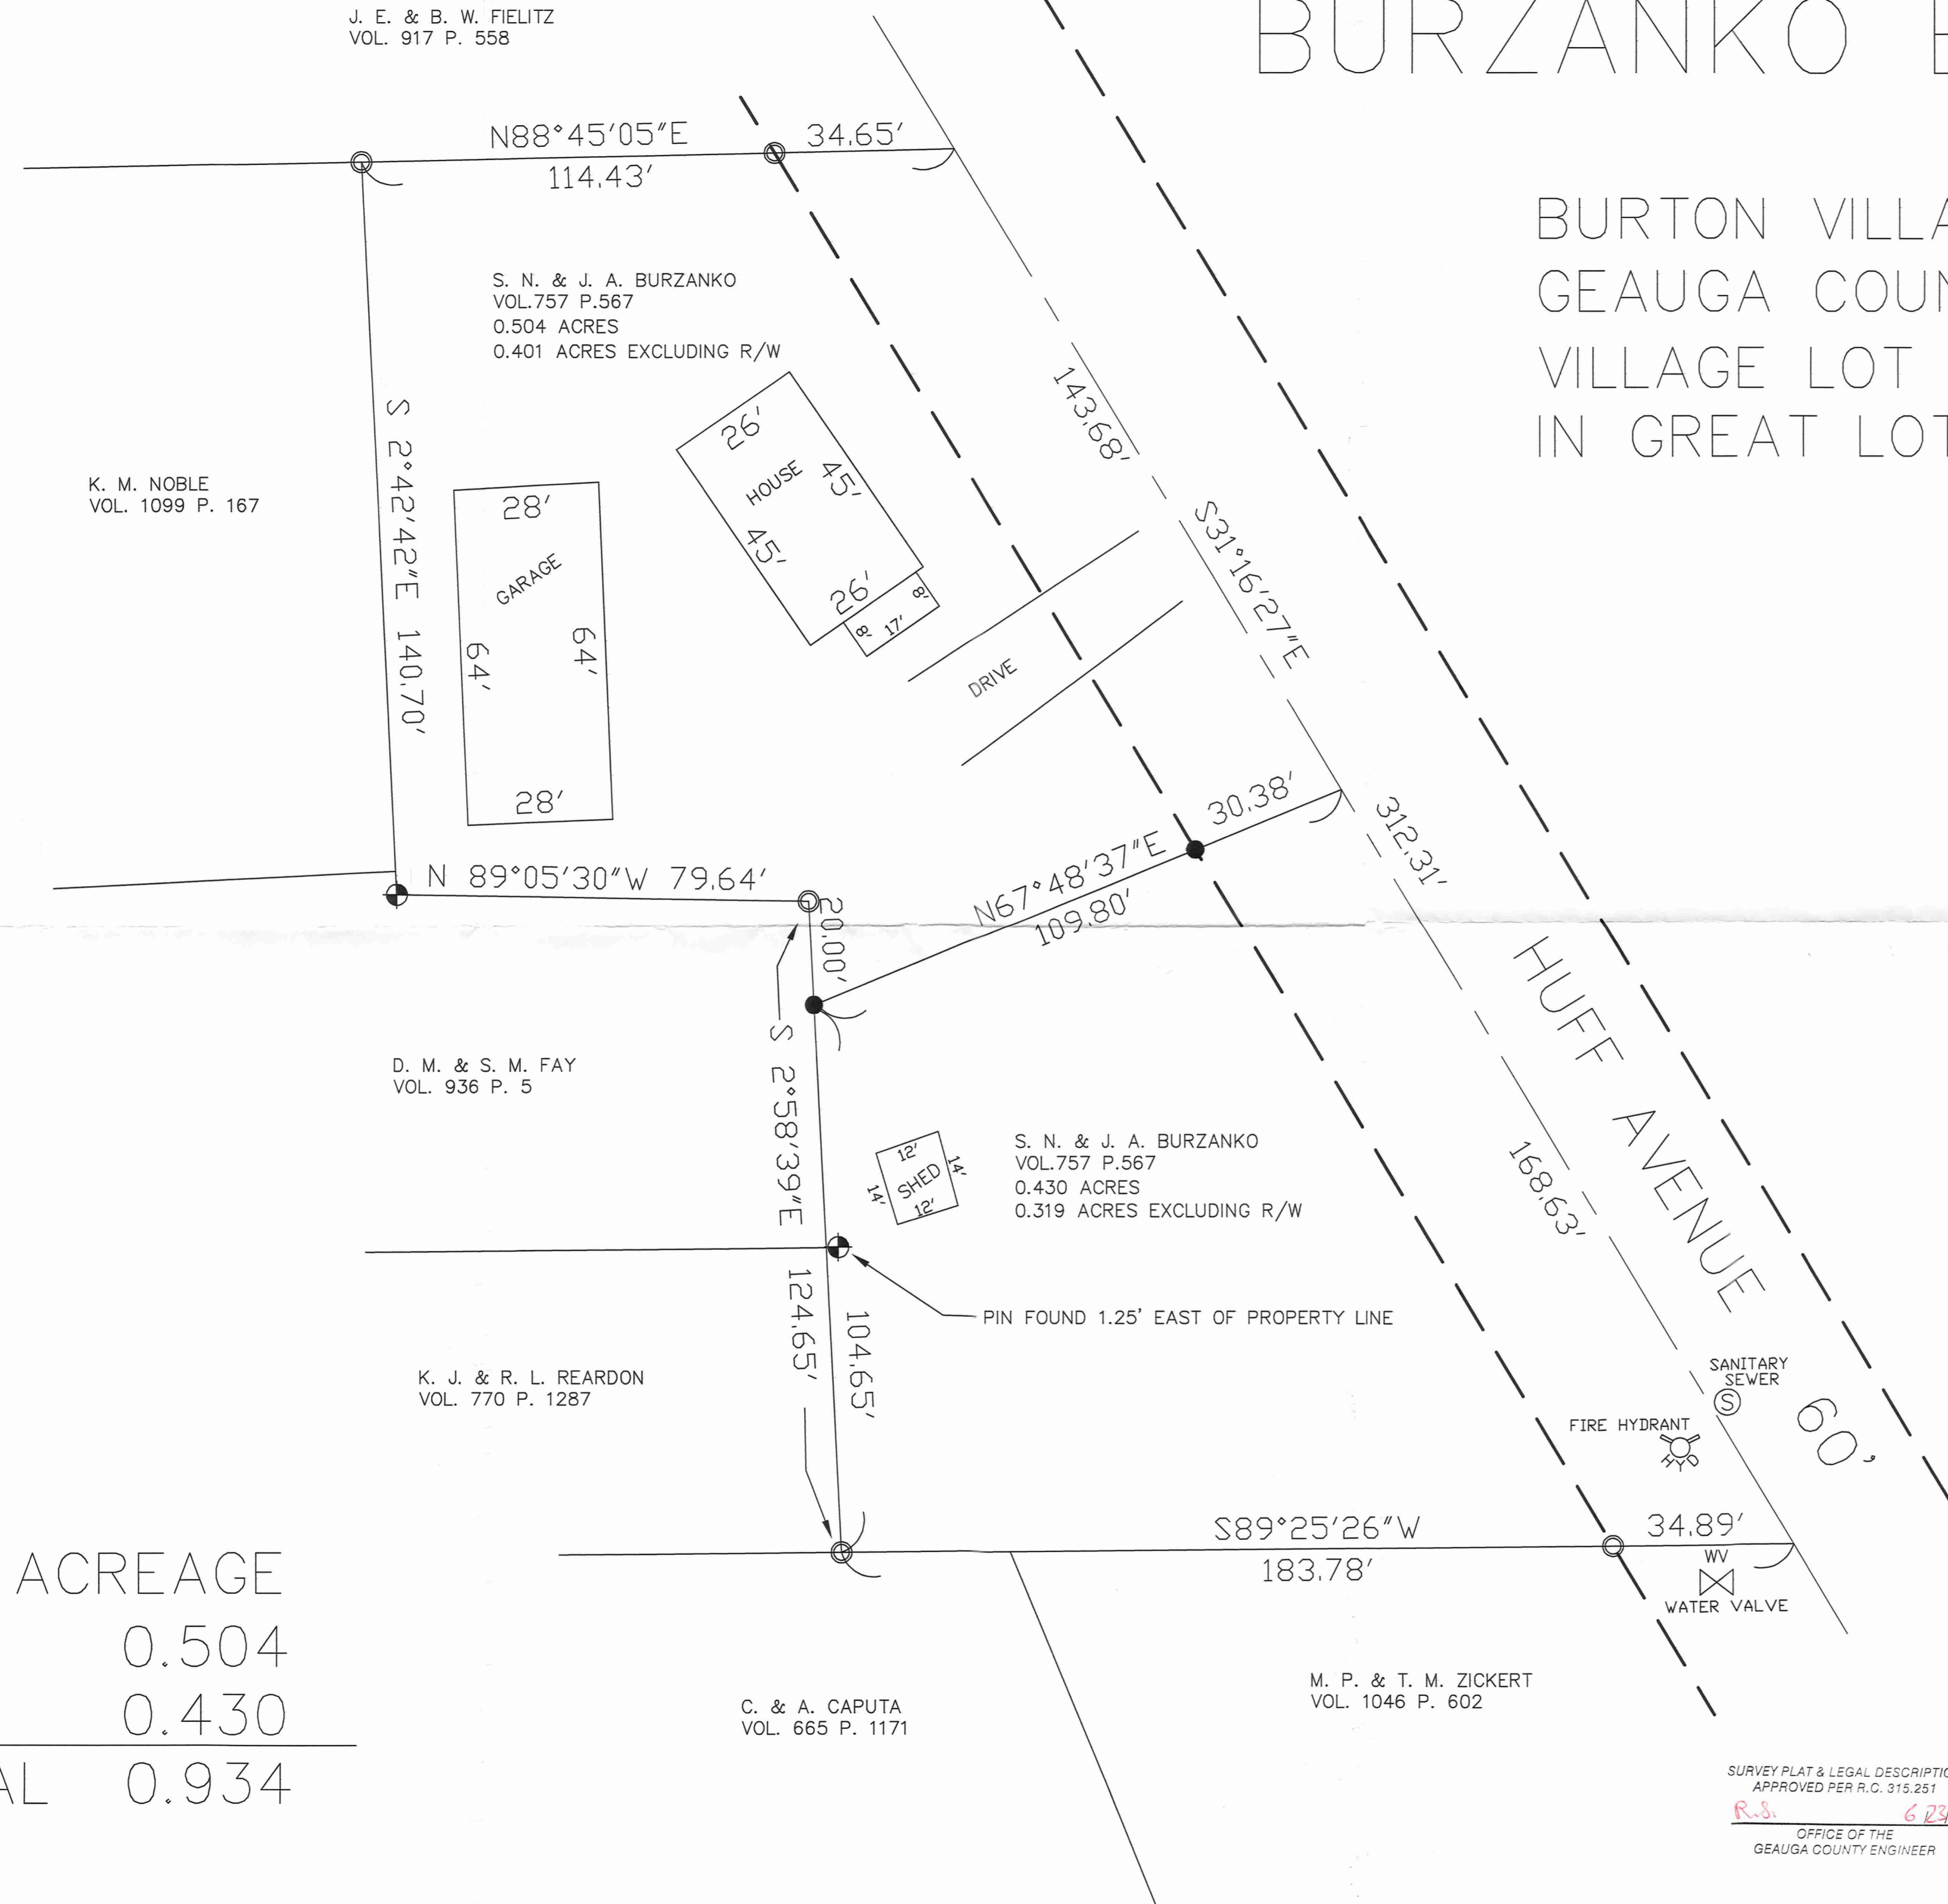 J. E. & B. W. FIELITZ
VOL. 917 P. 558
BURZANKO
N88°45'05"E
34.65'
114.43'
BURTON
GEAUGA
VILLAGE LOT
IN GREAT LOT
S. N. & J. A. BURZANKO
VOL.757 P.567
0.504 ACRES
0.401 ACRES EXCLUDING R/W
143.68'
S 2°42'42"E 140.70'
K. M. NOBLE
VOL. 1099 P. 167
26'
HOUSE
45'
45'
26'
8'
8'
17'
28'
GARAGE
64'
64'
28'
S31°16'27"E
DRIVE
30.38'
312.31'
N67°48'37"E
109.80'
N 89°05'30"W 79.64'
20.00'
HUFF AVENUE 60'
D. M. & S. M. FAY
VOL. 936 P. 5
S 2°58'39"E 124.65'
12'
14'
SHED
14'
12'
S. N. & J. A. BURZANKO
VOL.757 P.567
0.430 ACRES
0.319 ACRES EXCLUDING R/W
168.63'
PIN FOUND 1.25' EAST OF PROPERTY LINE
104.65'
K. J. & R. L. REARDON
VOL. 770 P. 1287
SANITARY
SEWER
S
FIRE HYDRANT
HYD
S89°25'26"W
34.89'
183.78'
WV
WATER VALVE
ACREAGE
0.504
0.430
AL 0.934
C. & A. CAPUTA
VOL. 665 P. 1171
M. P. & T. M. ZICKERT
VOL. 1046 P. 602
SURVEY PLAT & LEGAL
APPROVED PER R.C. 315.251
R.S.
OFFICE OF THE
GEAUGA COUNTY ENGINEER